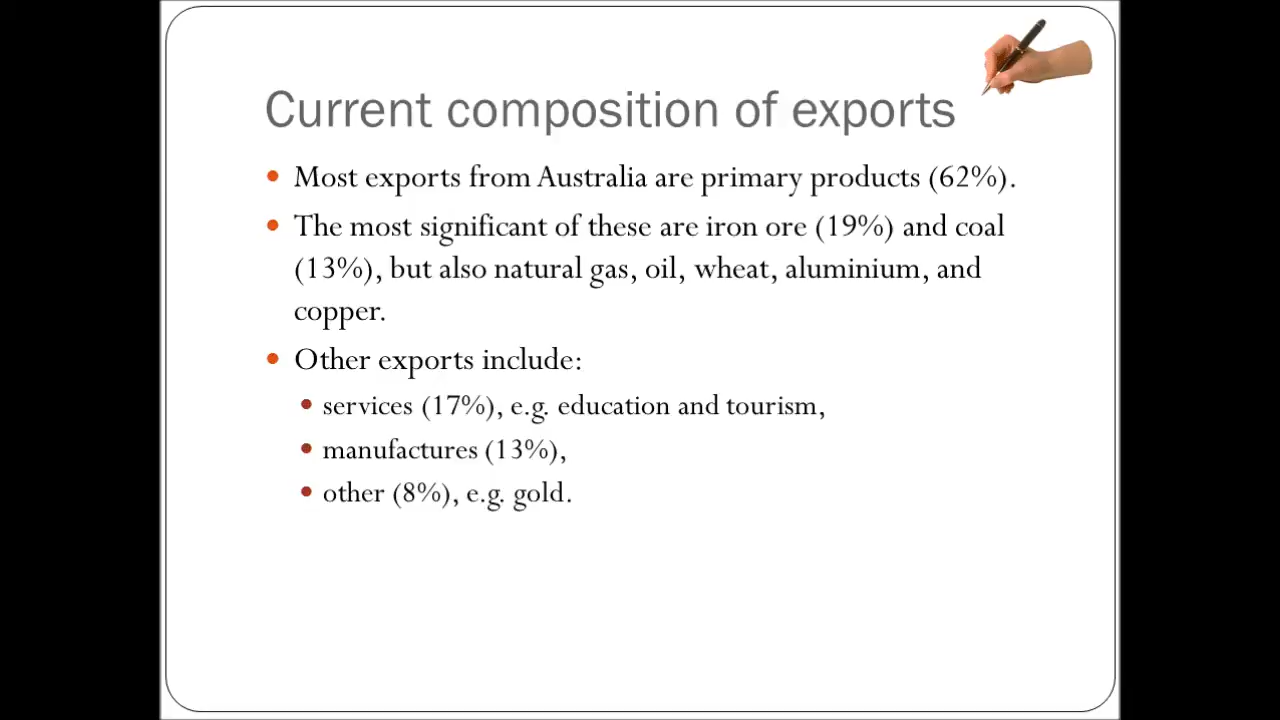 Current composition of exports
• Most exports from Australia are primary products (62%).
• The most significant of these are iron ore (19%) and coal
(13%), but also natural gas, oil, wheat, aluminium, and
copper.
• Other exports include:
• services (17%), e.g. education and tourism,
• manufactures (13%),
• other (8%), e.g. gold.